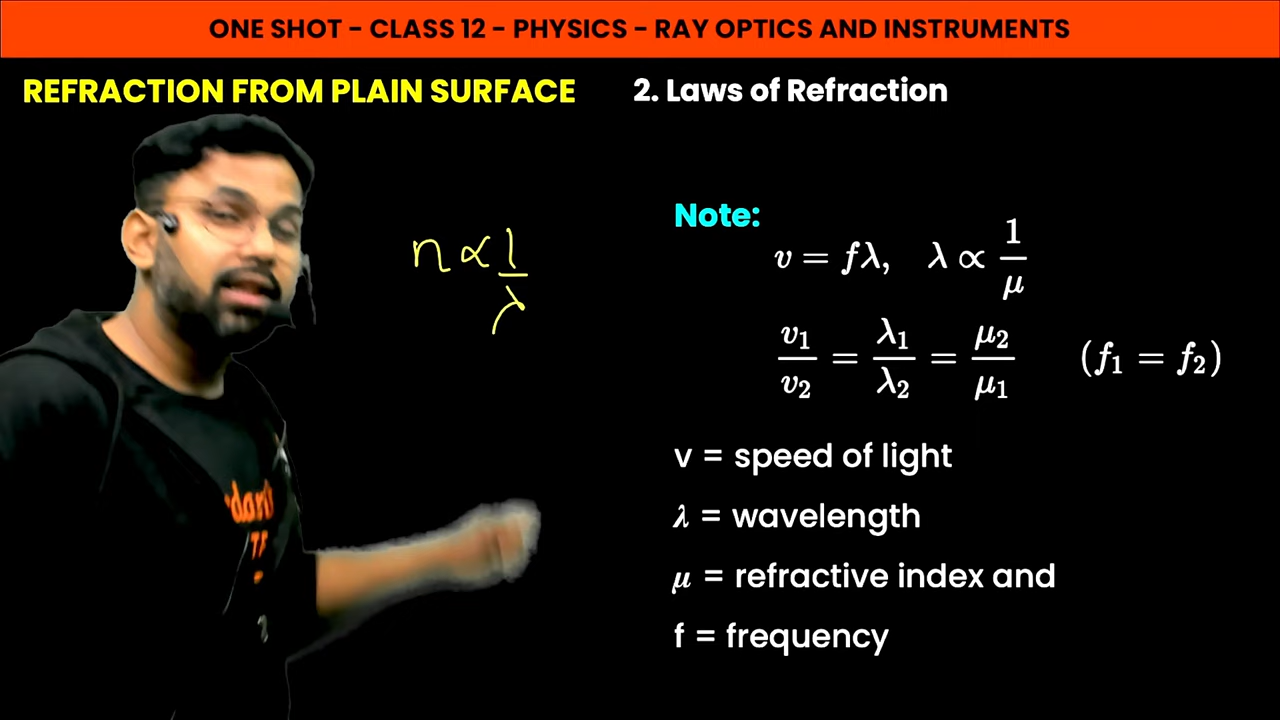 ONE SHOT - CLASS 12 - PHYSICS - RAY OPTICS AND INSTRUMENTS
REFRACTION FROM PLAIN SURFACE
2. Laws of Refraction
n ∝ 1/λ
Note:
v = fλ, λ ∝ 1/μ
v₁/v₂ = λ₁/λ₂ = μ₂/μ₁ (f₁ = f₂)
v = speed of light
λ = wavelength
μ = refractive index and
f = frequency